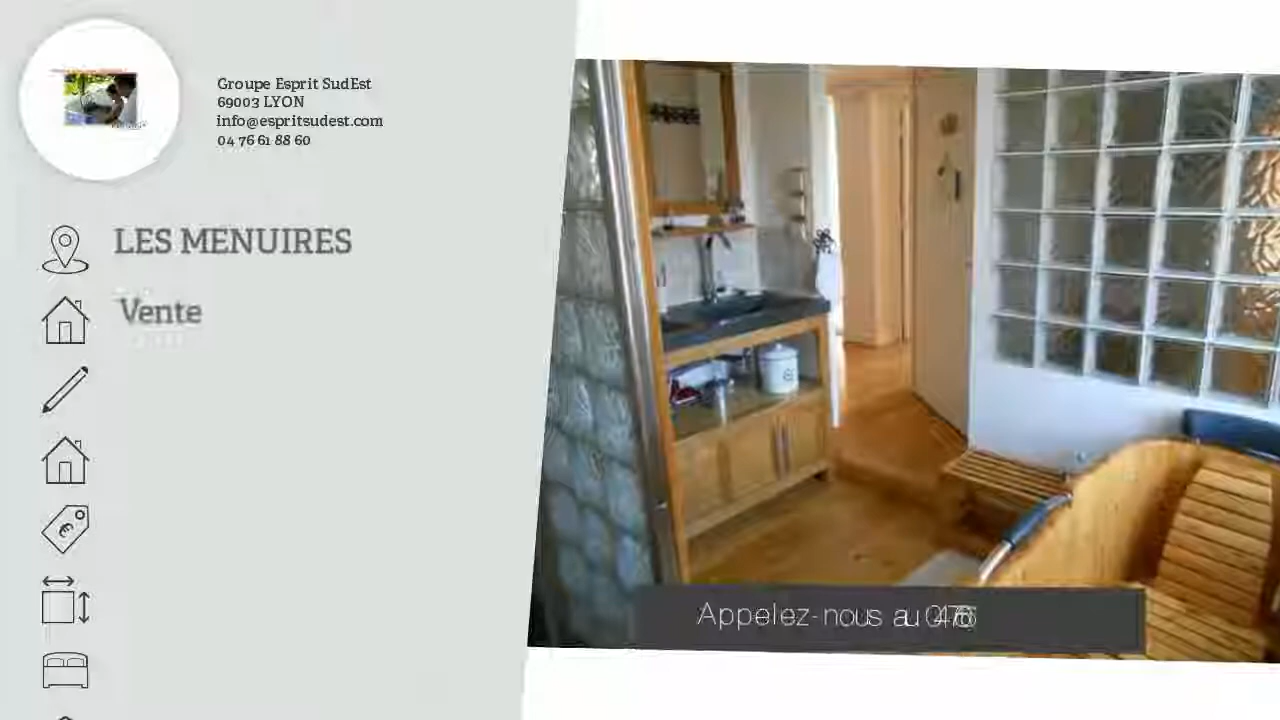 Groupe Esprit SudEst
69003 LYON
info@espritsudest.com
04 76 61 88 60
LES MENUIRES
Vente
Appelez-nous au